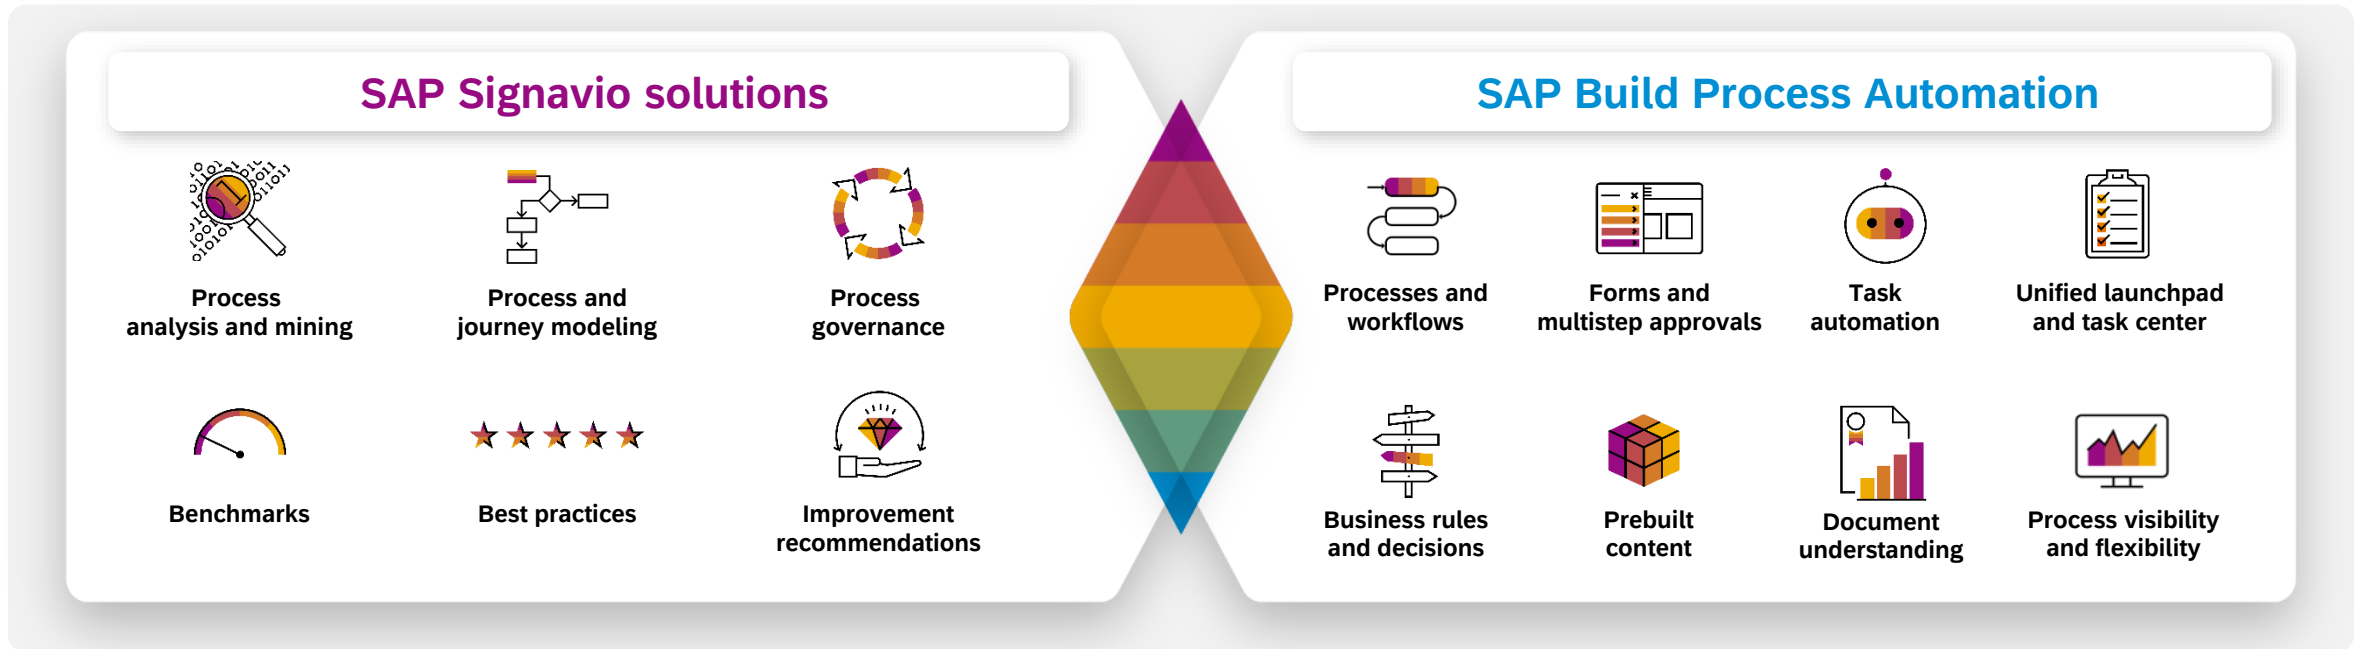 SAP Signavio solutions
Process
analysis and mining
Process and
journey modeling
Process
governance
Benchmarks
Best practices
Improvement
recommendations
SAP Build Process Automation
Processes and
workflows
Forms and
multistep approvals
Task
automation
Unified launchpad
and task center
Business rules
and decisions
Prebuilt
content
Document
understanding
Process visibility
and flexibility